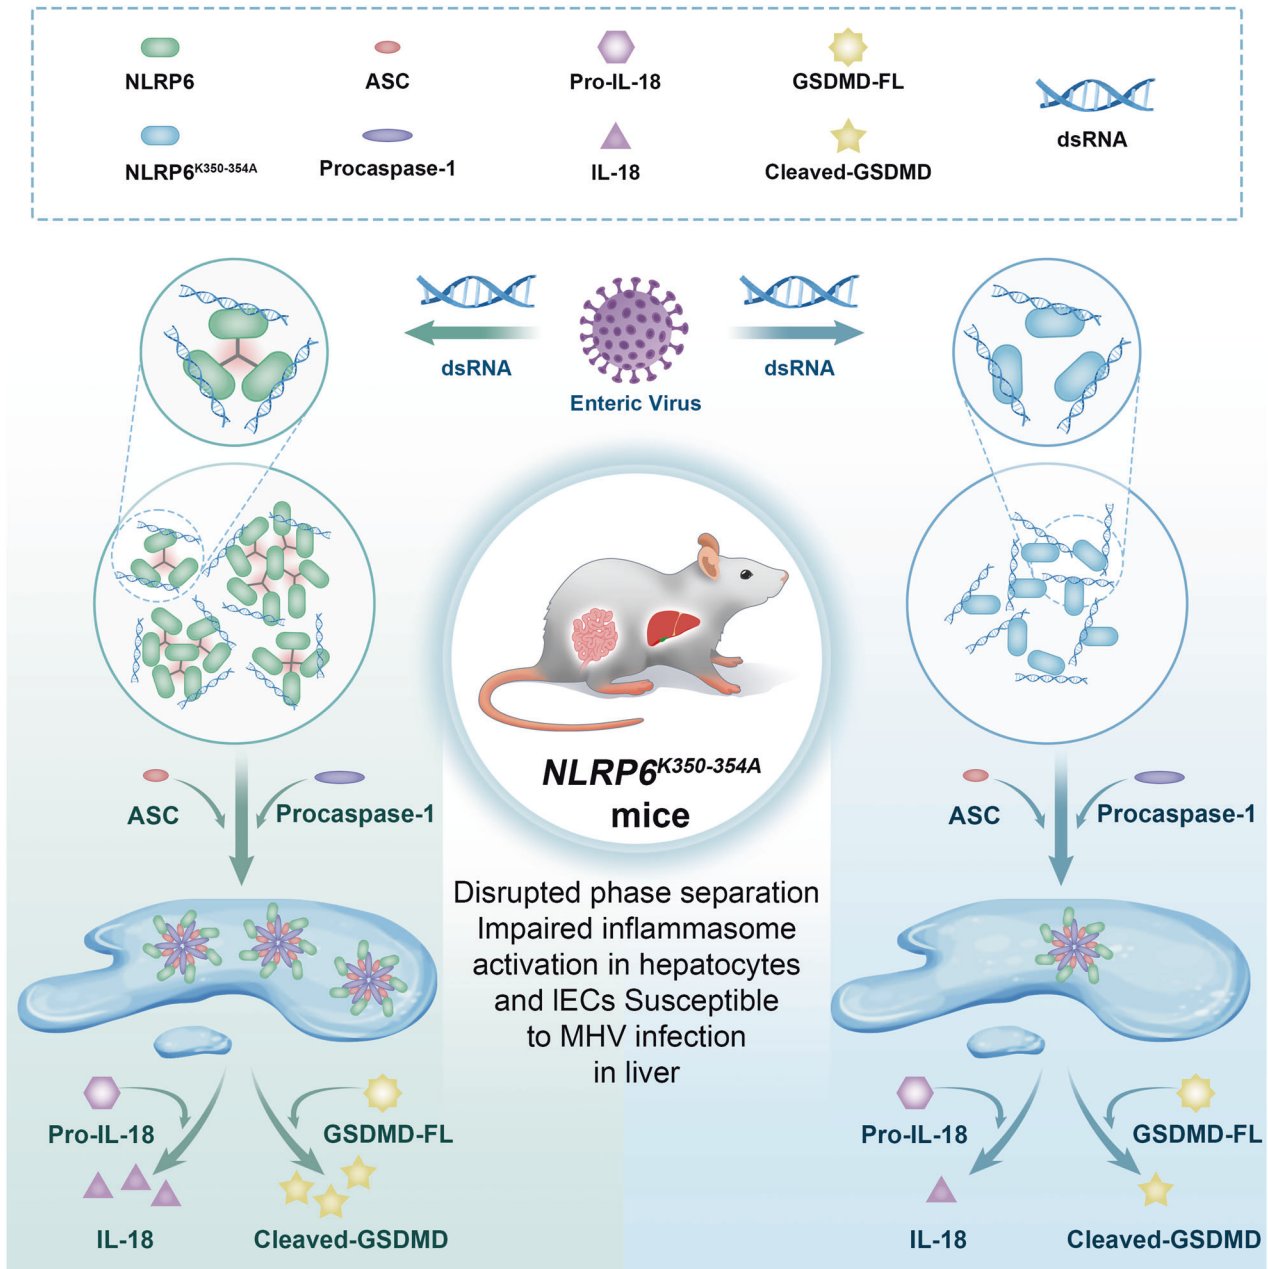 NLRP6
ASC
Pro-IL-18
GSDMD-FL
dsRNA
NLRP6K350-354A
Procaspase-1
IL-18
Cleaved-GSDMD
dsRNA
dsRNA
Enteric Virus
NLRP6K350-354A
mice
ASC
Procaspase-1
ASC
Procaspase-1
Disrupted phase separation
Impaired inflammasome
activation in hepatocytes
and IECs Susceptible
to MHV infection
in liver
Pro-IL-18
GSDMD-FL
Pro-IL-18
GSDMD-FL
IL-18
Cleaved-GSDMD
IL-18
Cleaved-GSDMD